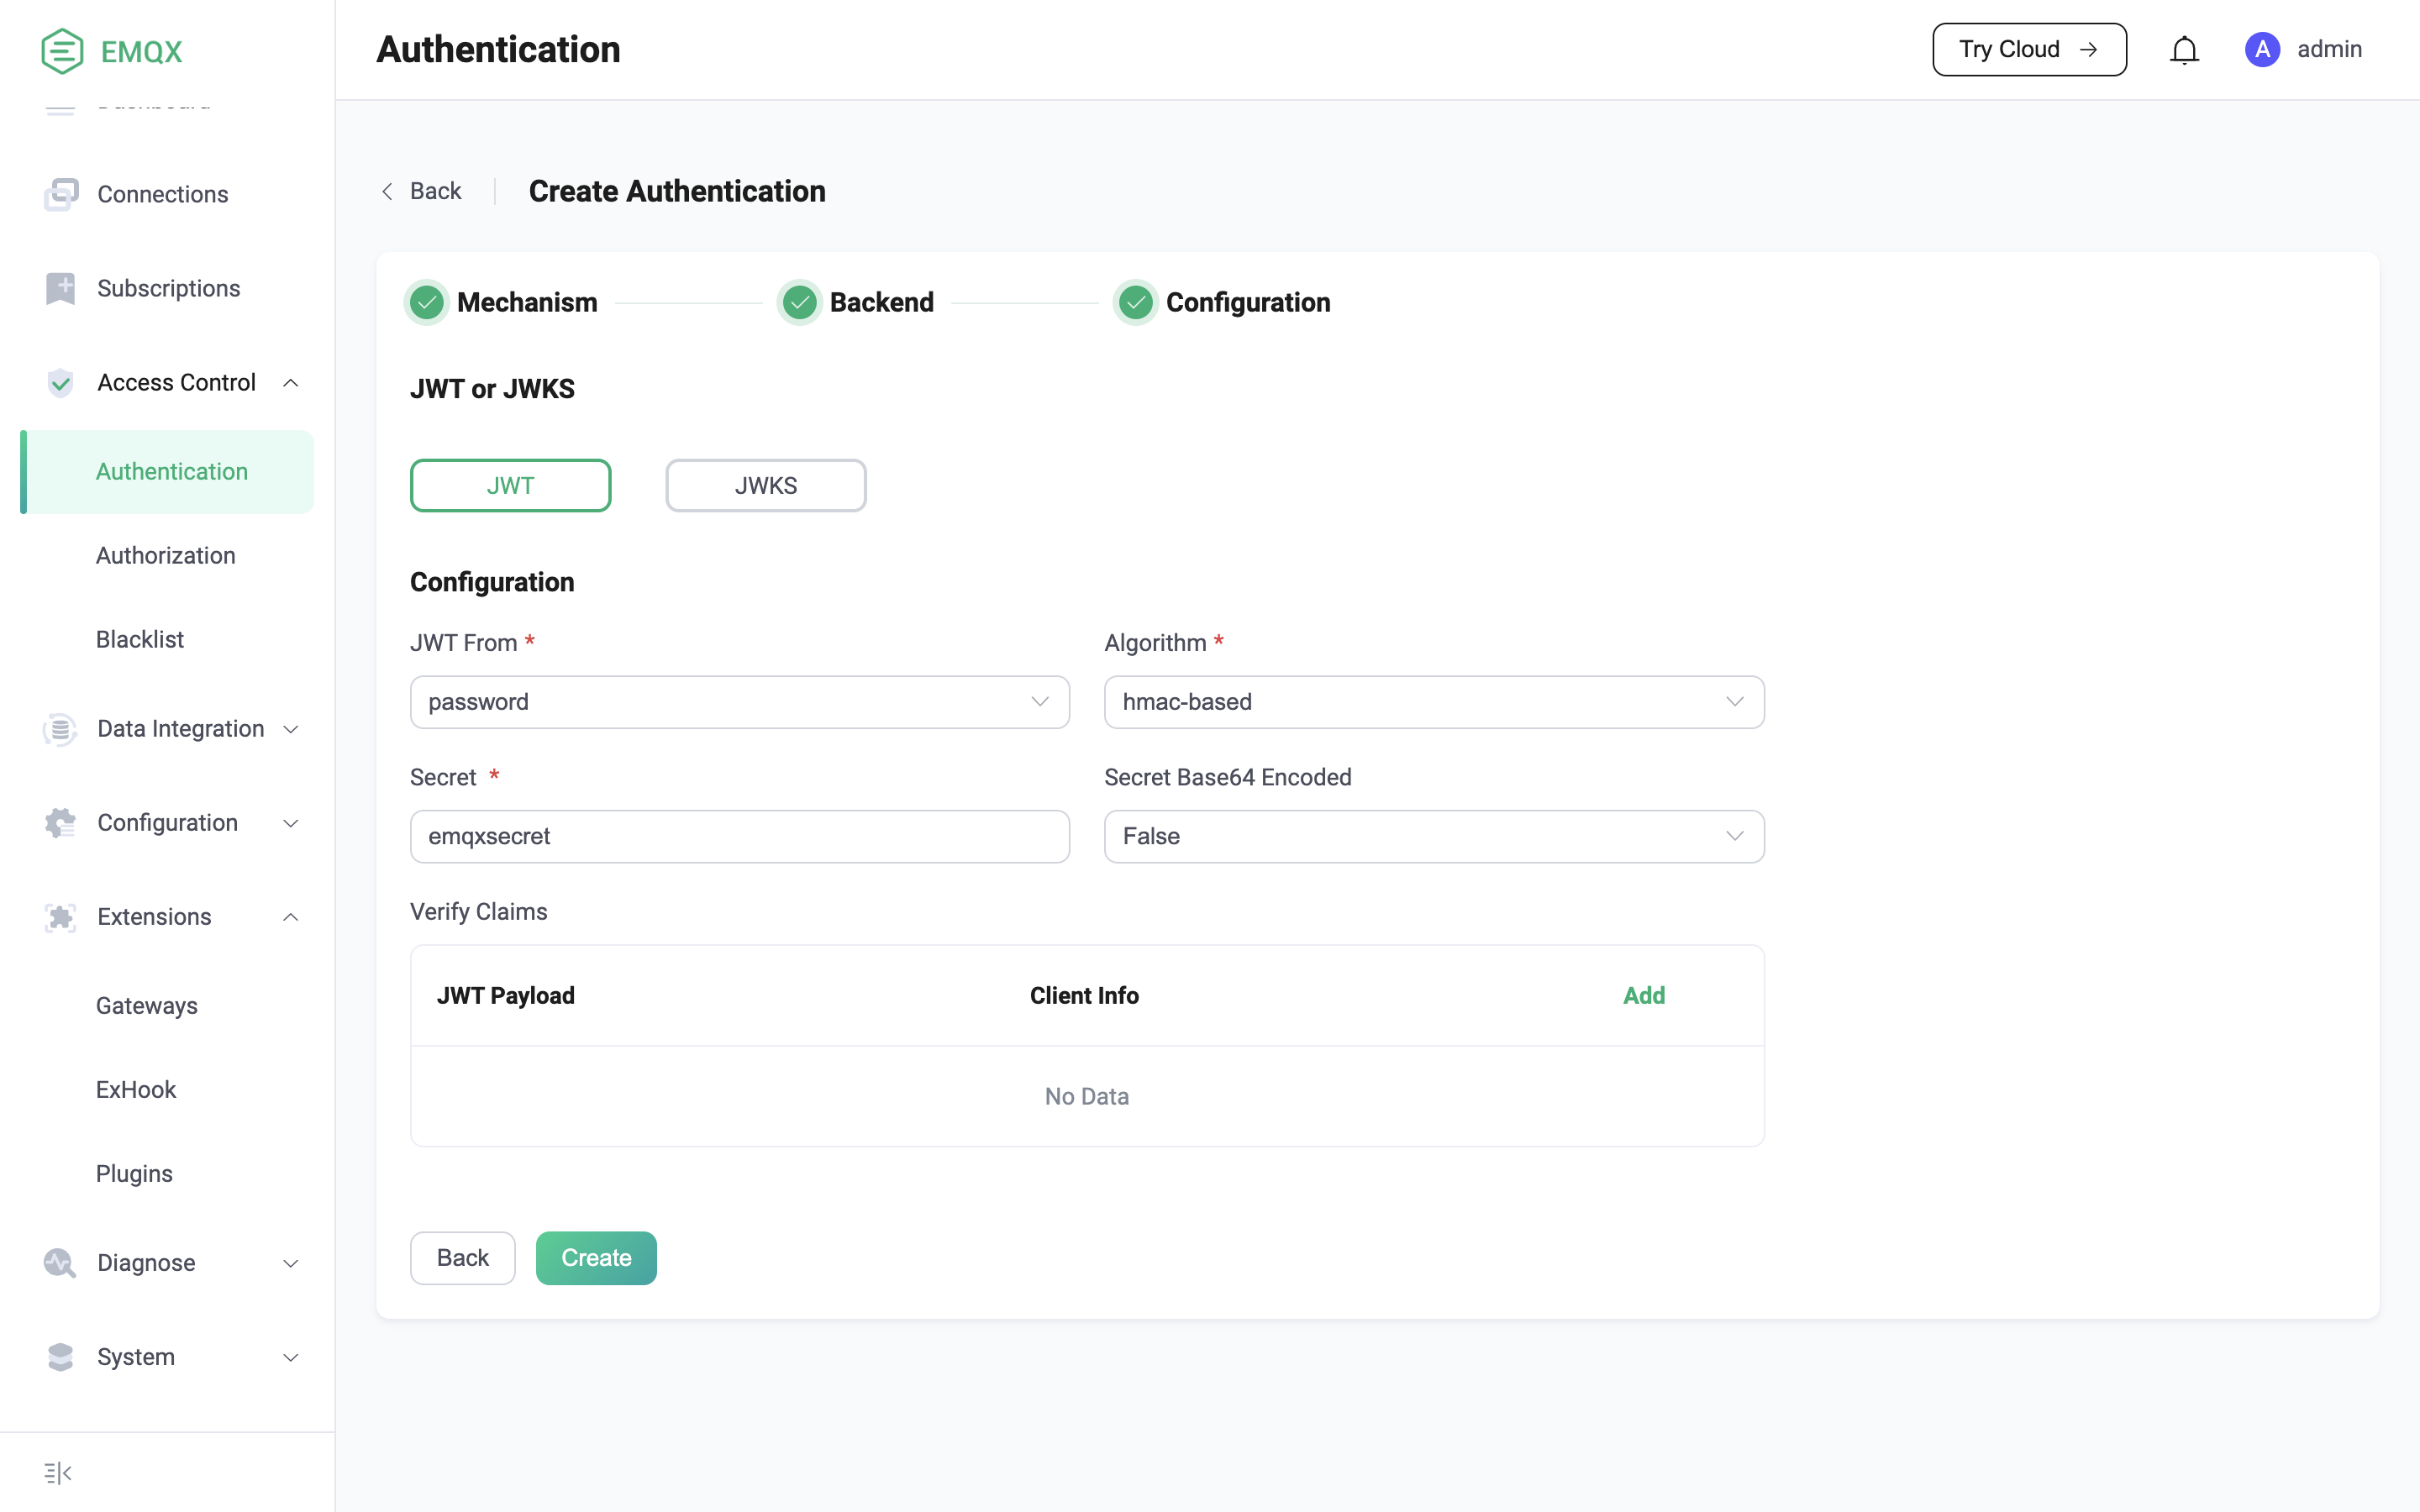 EMQX
Authentication
Try Cloud →
A
admin
Connections
Subscriptions
Access Control
Authentication
Authorization
Blacklist
Data Integration
Configuration
Extensions
Gateways
ExHook
Plugins
Diagnose
System
Back
Create Authentication
Mechanism
Backend
Configuration
JWT or JWKS
JWT
JWKS
Configuration
JWT From *
Algorithm *
password
hmac-based
Secret *
Secret Base64 Encoded
emqxsecret
False
Verify Claims
JWT Payload
Client Info
Add
No Data
Back
Create